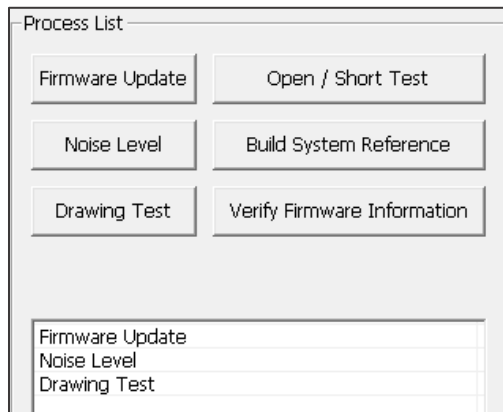 Process List
Firmware Update
Open / Short Test
Noise Level
Build System Reference
Drawing Test
Verify Firmware Information
Firmware Update
Noise Level
Drawing Test